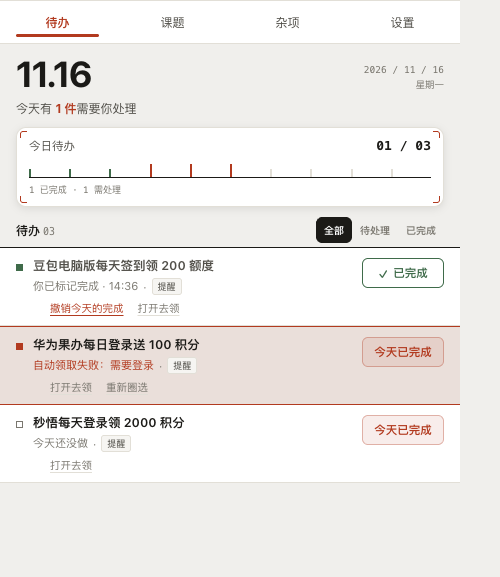 待办 课题 杂项 设置
11.16
2026 / 11 / 16
星期一
今天有 1 件需要你处理
今日待办 01 / 03
1 已完成 · 1 需处理
待办 03 全部 待处理 已完成
豆包电脑版每天签到领 200 额度
✓ 已完成
你已标记完成 · 14:36 · 提醒
撤销今天的完成 打开去领
华为果办每日登录送 100 积分
今天已完成
自动领取失败：需要登录 · 提醒
打开去领 重新圈选
秒悟每天登录领 2000 积分
今天已完成
今天还没做 · 提醒
打开去领